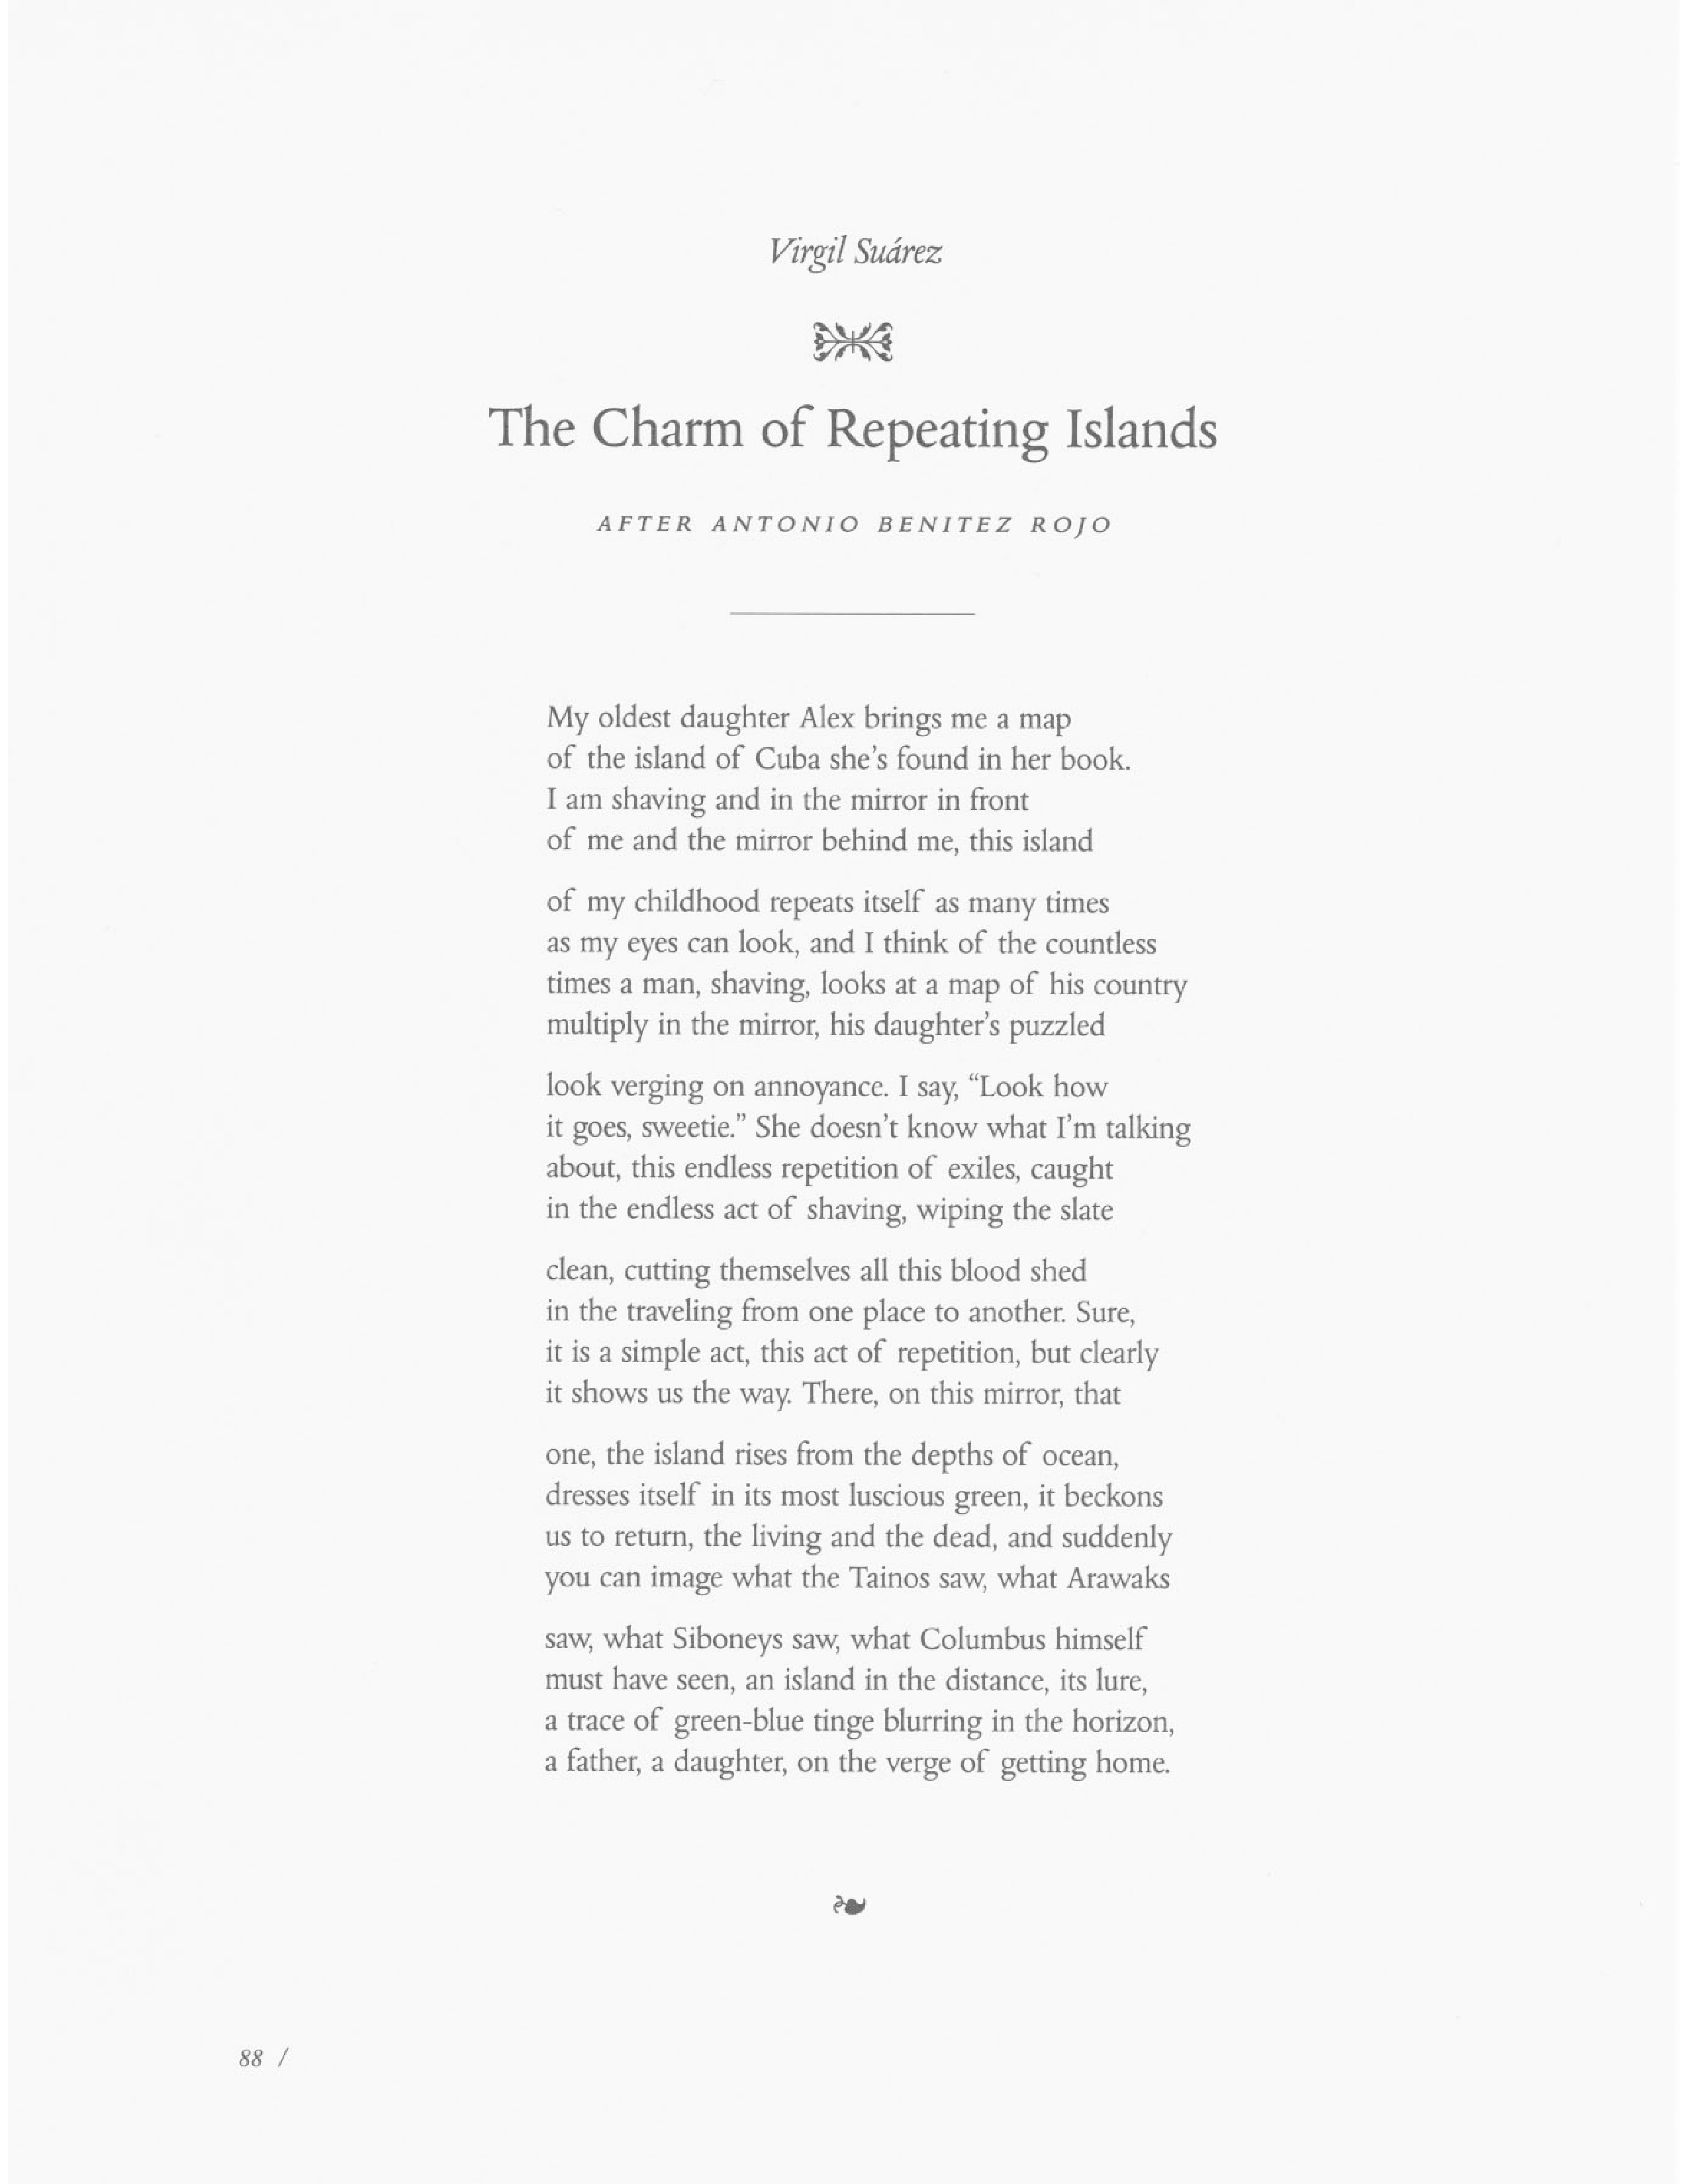 Virgil Suárez
The Charm of Repeating Islands
AFTER ANTONIO BENITEZ ROJO
My oldest daughter Alex brings me a map
of the island of Cuba she's found in her book.
I am shaving and in the mirror in front
of me and the mirror behind me, this island
of my childhood repeats itself as many times
as my eyes can look, and I think of the countless
times a man, shaving, looks at a map of his country
multiply in the mirror, his daughter's puzzled
look verging on annoyance. I say, “Look how
it goes, sweetie.” She doesn't know what I'm talking
about, this endless repetition of exiles, caught
in the endless act of shaving, wiping the slate
clean, cutting themselves all this blood shed
in the traveling from one place to another. Sure,
it is a simple act, this act of repetition, but clearly
it shows us the way. There, on this mirror, that
one, the island rises from the depths of ocean,
dresses itself in its most luscious green, it beckons
us to return, the living and the dead, and suddenly
you can image what the Tainos saw, what Arawaks
saw, what Siboneys saw, what Columbus himself
must have seen, an island in the distance, its lure,
a trace of green-blue tinge blurring in the horizon,
a father, a daughter, on the verge of getting home.
88 /